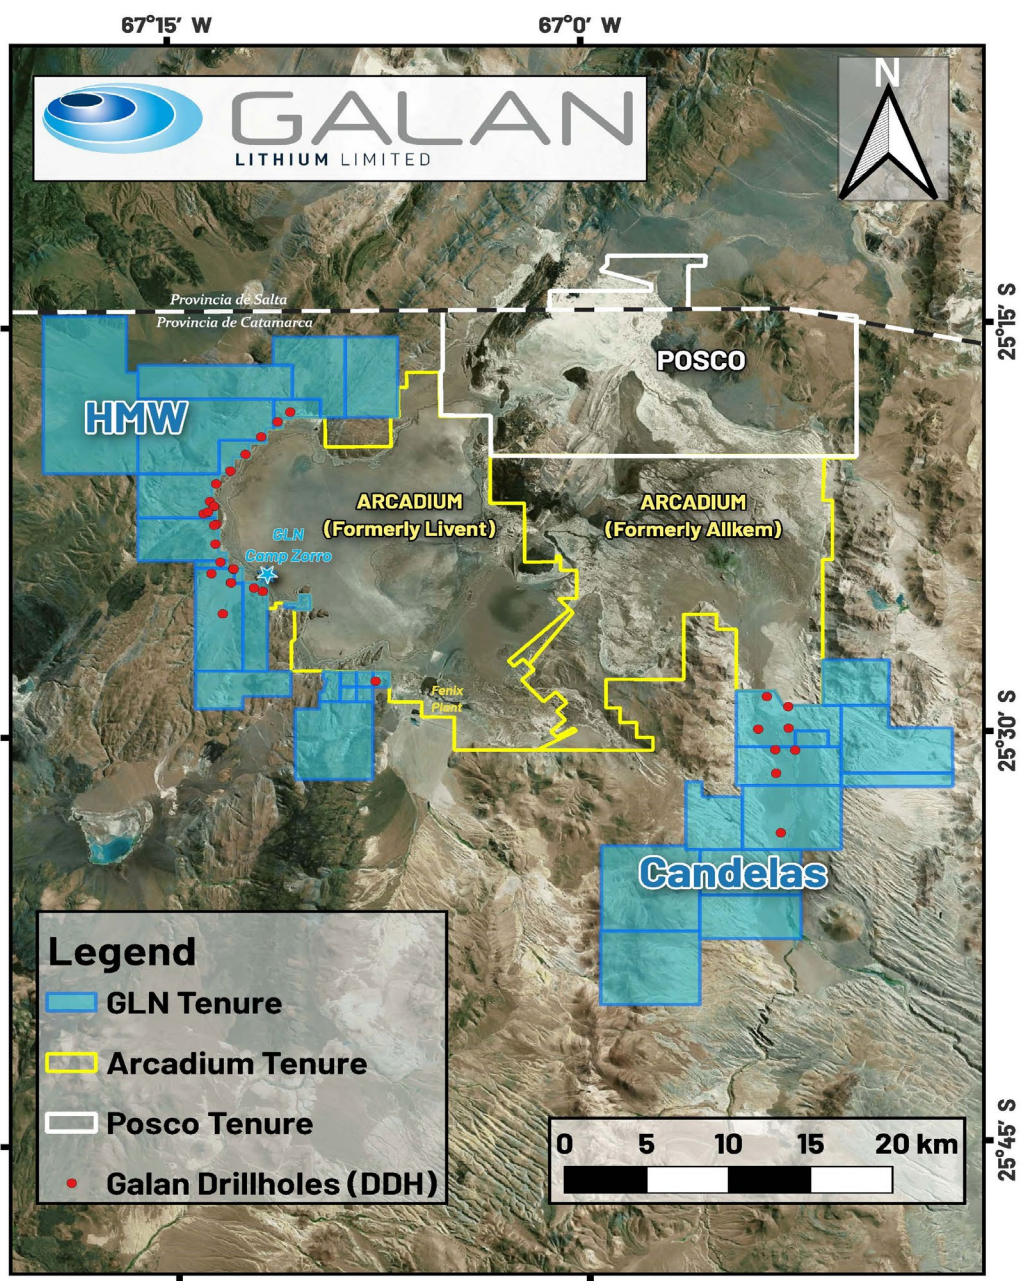 67°15' W
67°0' W
GALAN
LITHIUM LIMITED
N
25°15' S
Provincia de Salta
Provincia de Catamarca
POSCO
HMW
ARCADIUM
(Formerly Livent)
ARCADIUM
(Formerly Allkem)
GLN
Camp Zorro
Fenix
Plant
25°30' S
Candelas
Legend
GLN Tenure
Arcadium Tenure
Posco Tenure
Galan Drillholes (DDH)
0 5 10 15 20 km
25°45' S